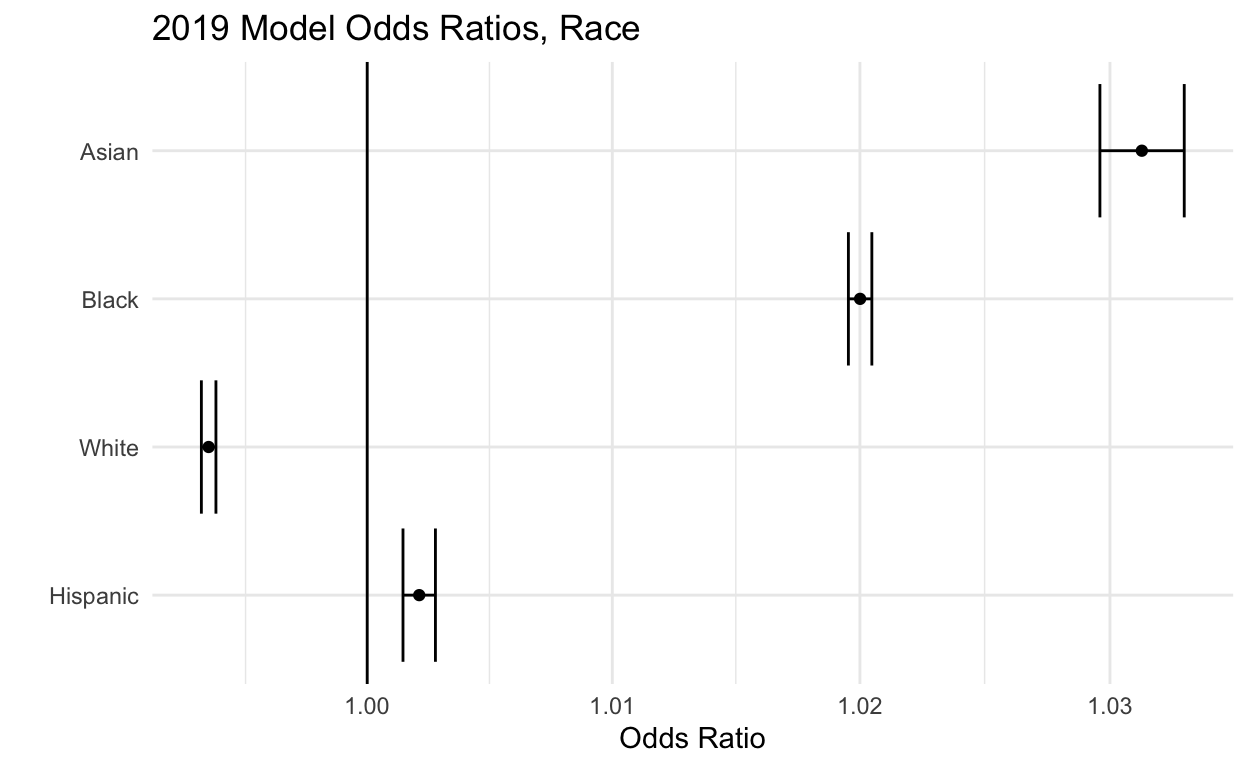 2019 Model Odds Ratios, Race
Asian
Black
White
Hispanic
1.00 1.01 1.02 1.03
Odds Ratio